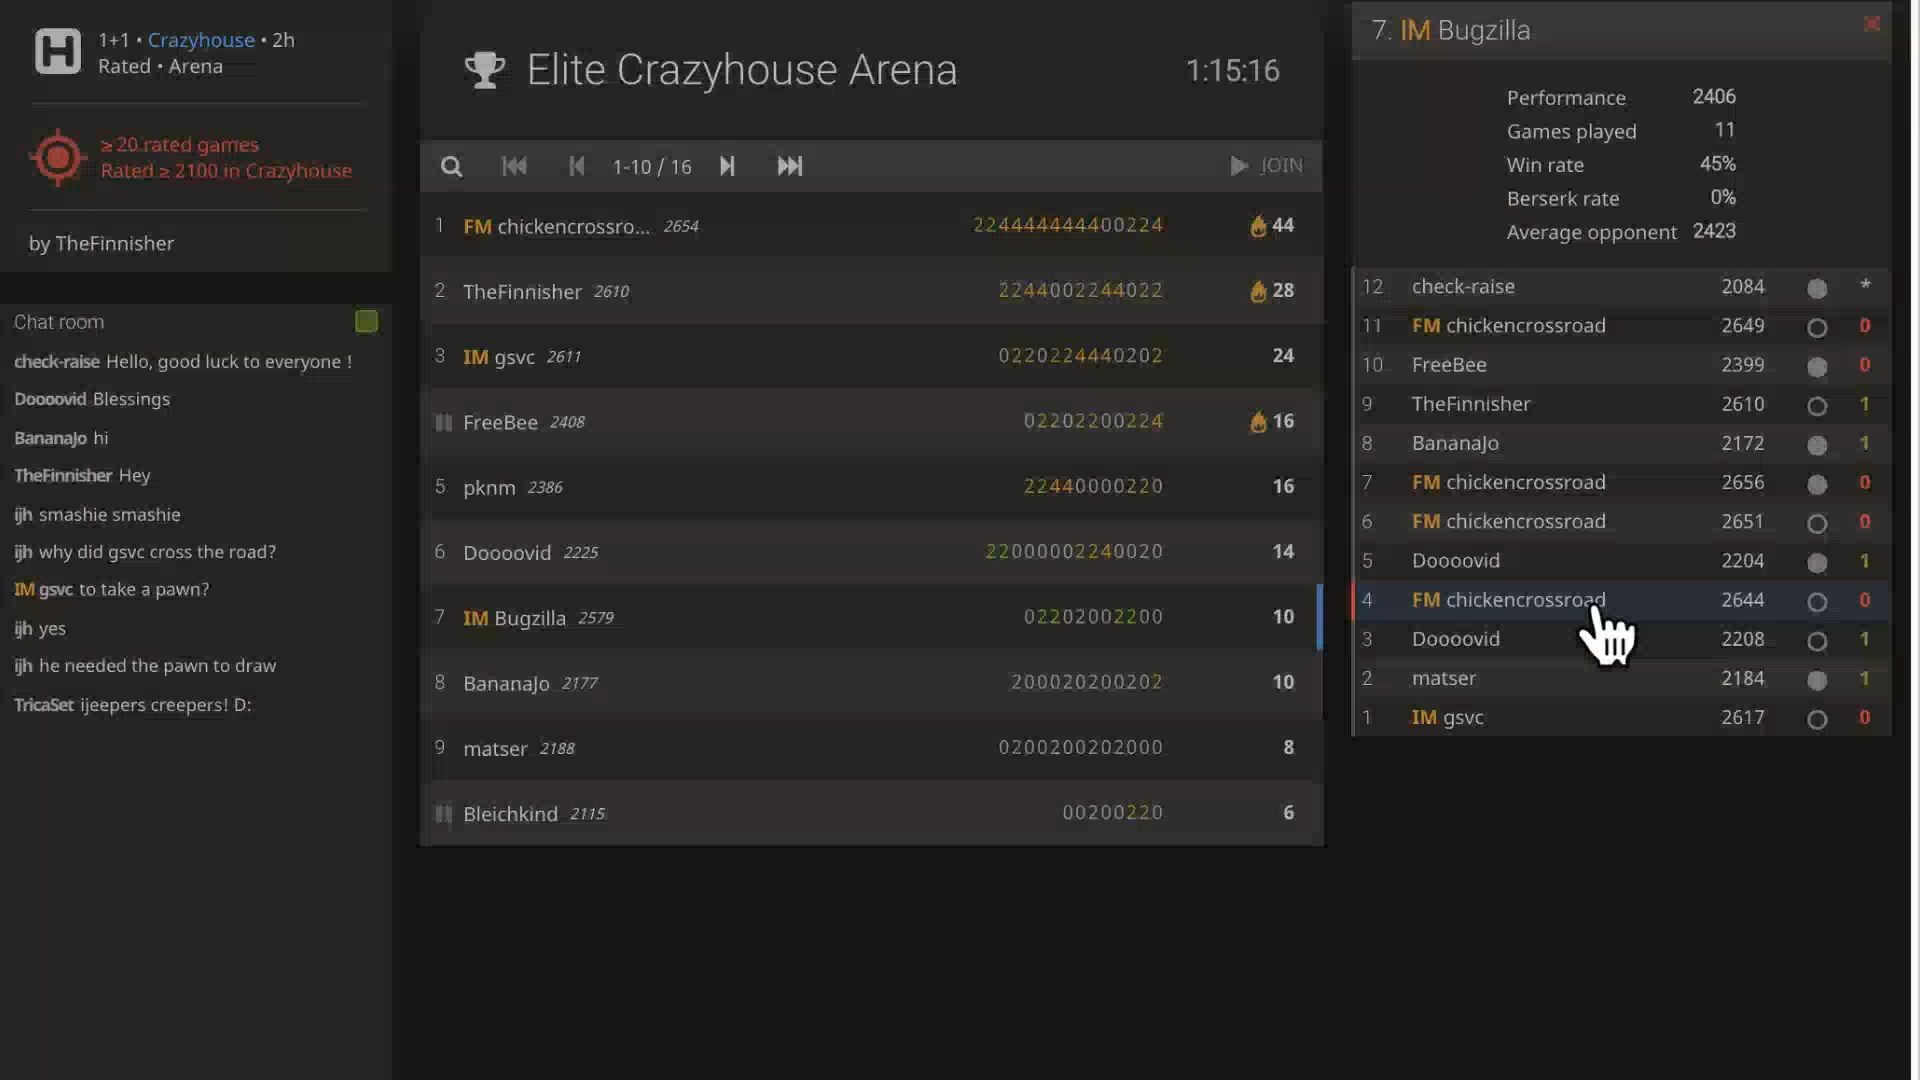 H
1+1 • Crazyhouse • 2h
Rated • Arena
≥ 20 rated games
Rated ≥ 2100 in Crazyhouse
by TheFinnisher
Chat room
check-raise Hello, good luck to everyone !
Doooovid Blessings
BananaJo hi
TheFinnisher Hey
ijh smashie smashie
ijh why did gsvc cross the road?
IM gsvc to take a pawn?
ijh yes
ijh he needed the pawn to draw
TricaSet ijeepers creepers! D:
Elite Crazyhouse Arena 1:15:16
1-10 / 16 JOIN
1 FM chickencrossro... 2654 224444444400224 44
2 TheFinnisher 2610 2244002244022 28
3 IM gsvc 2611 0220224440202 24
FreeBee 2408 02202200224 16
5 pknm 2386 22440000220 16
6 Doooovid 2225 22000002240020 14
7 IM Bugzilla 2579 02202002200 10
8 BananaJo 2177 200020200202 10
9 matser 2188 0200200202000 8
Bleichkind 2115 00200220 6
7. IM Bugzilla
Performance 2406
Games played 11
Win rate 45%
Berserk rate 0%
Average opponent 2423
12 check-raise 2084 *
11 FM chickencrossroad 2649 0
10 FreeBee 2399 0
9 TheFinnisher 2610 1
8 BananaJo 2172 1
7 FM chickencrossroad 2656 0
6 FM chickencrossroad 2651 0
5 Doooovid 2204 1
4 FM chickencrossroad 2644 0
3 Doooovid 2208 1
2 matser 2184 1
1 IM gsvc 2617 0